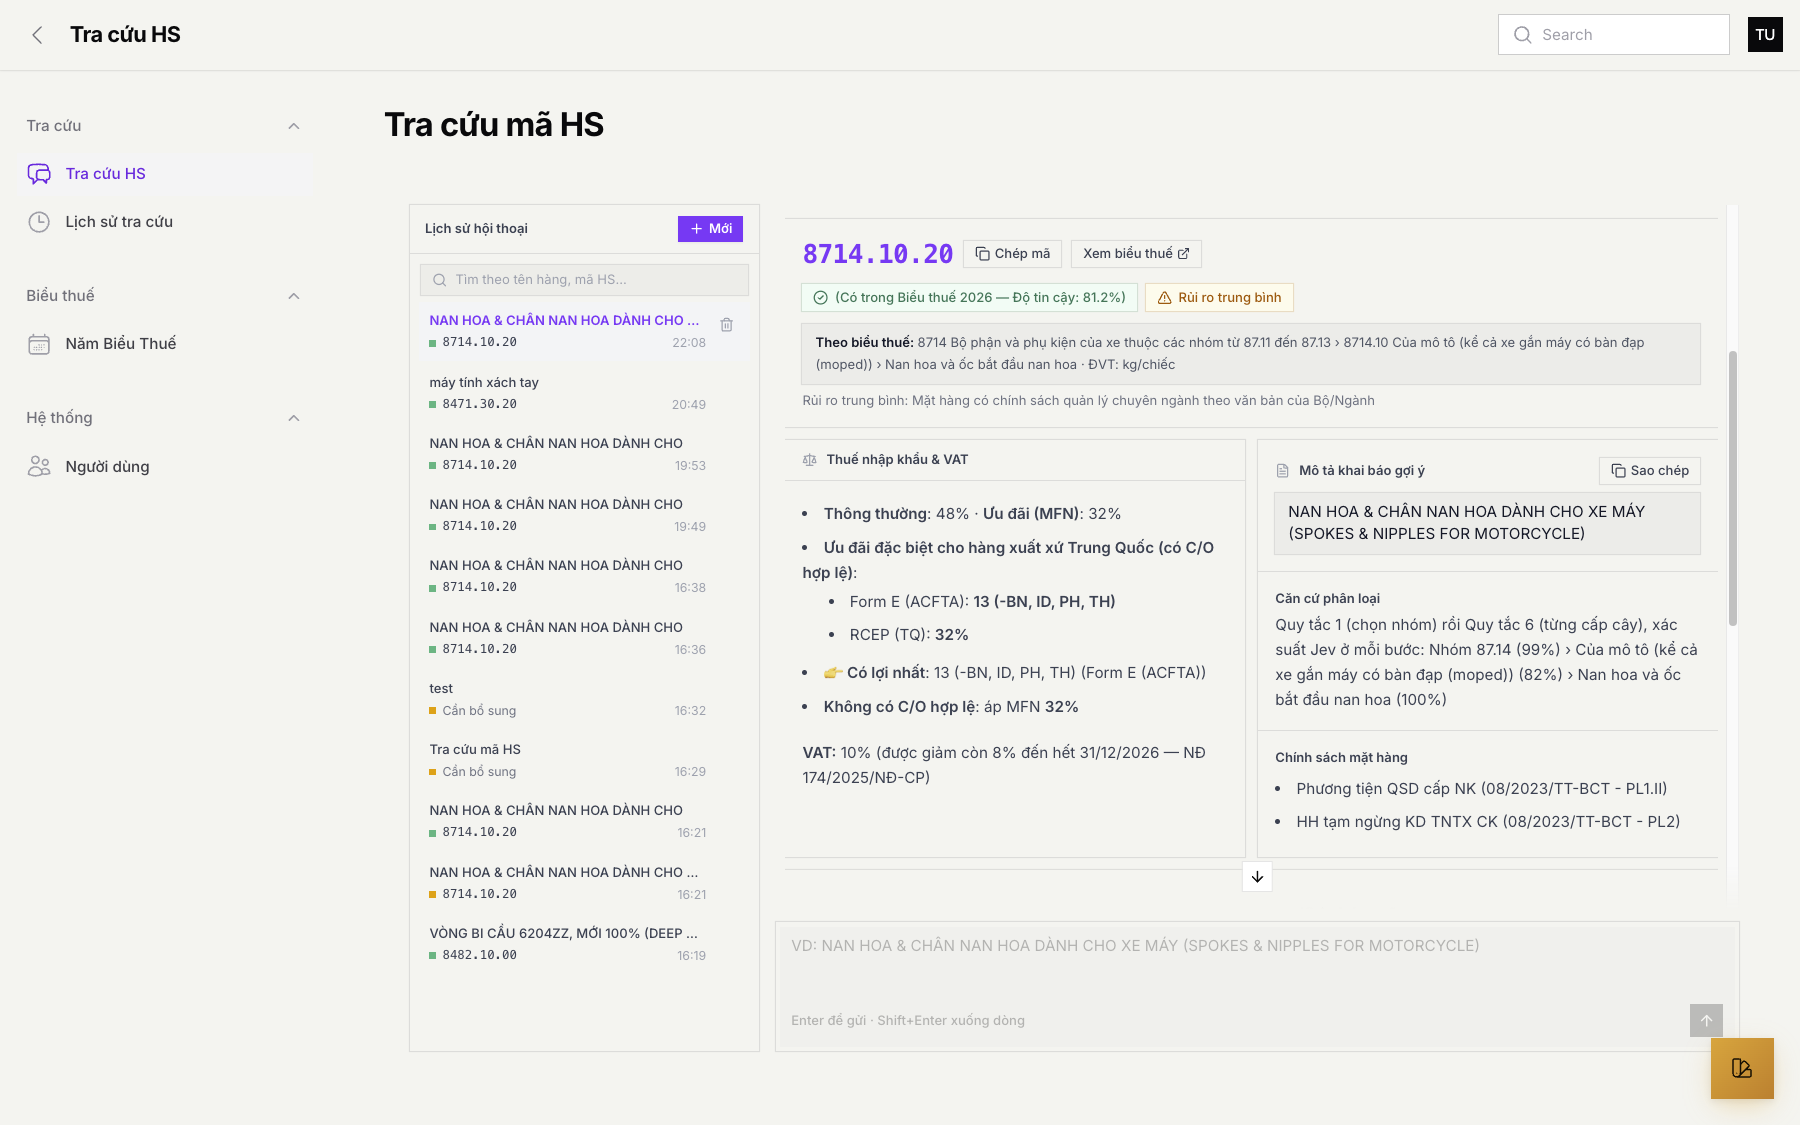 Tra cứu HS
Search
TU
Tra cứu
Tra cứu HS
Lịch sử tra cứu
Biểu thuế
Năm Biểu Thuế
Hệ thống
Người dùng
Tra cứu mã HS
Lịch sử hội thoại
Mới
Tìm theo tên hàng, mã HS...
NAN HOA & CHÂN NAN HOA DÀNH CHO ...
8714.10.20
22:08
máy tính xách tay
8471.30.20
20:49
NAN HOA & CHÂN NAN HOA DÀNH CHO
8714.10.20
19:53
NAN HOA & CHÂN NAN HOA DÀNH CHO
8714.10.20
19:49
NAN HOA & CHÂN NAN HOA DÀNH CHO
8714.10.20
16:38
NAN HOA & CHÂN NAN HOA DÀNH CHO
8714.10.20
16:36
test
Cần bổ sung
16:32
Tra cứu mã HS
Cần bổ sung
16:29
NAN HOA & CHÂN NAN HOA DÀNH CHO
8714.10.20
16:21
NAN HOA & CHÂN NAN HOA DÀNH CHO ...
8714.10.20
16:21
VÒNG BI CẦU 6204ZZ, MỚI 100% (DEEP ...
8482.10.00
16:19
8714.10.20
Chép mã
Xem biểu thuế
(Có trong Biểu thuế 2026 — Độ tin cậy: 81.2%)
Rủi ro trung bình
Theo biểu thuế: 8714 Bộ phận và phụ kiện của xe thuộc các nhóm từ 87.11 đến 87.13 › 8714.10 Của mô tô (kể cả xe gắn máy có bàn đạp
(moped)) › Nan hoa và ốc bắt đầu nan hoa · ĐVT: kg/chiếc
Rủi ro trung bình: Mặt hàng có chính sách quản lý chuyên ngành theo văn bản của Bộ/Ngành
Thuế nhập khẩu & VAT
• Thông thường: 48% · Ưu đãi (MFN): 32%
• Ưu đãi đặc biệt cho hàng xuất xứ Trung Quốc (có C/O
hợp lệ):
• Form E (ACFTA): 13 (-BN, ID, PH, TH)
• RCEP (TQ): 32%
• 👉 Có lợi nhất: 13 (-BN, ID, PH, TH) (Form E (ACFTA))
• Không có C/O hợp lệ: áp MFN 32%
VAT: 10% (được giảm còn 8% đến hết 31/12/2026 — NĐ
174/2025/NĐ-CP)
Mô tả khai báo gợi ý
Sao chép
NAN HOA & CHÂN NAN HOA DÀNH CHO XE MÁY
(SPOKES & NIPPLES FOR MOTORCYCLE)
Căn cứ phân loại
Quy tắc 1 (chọn nhóm) rồi Quy tắc 6 (từng cấp cây), xác
suất Jev ở mỗi bước: Nhóm 87.14 (99%) › Của mô tô (kể cả
xe gắn máy có bàn đạp (moped)) (82%) › Nan hoa và ốc
bắt đầu nan hoa (100%)
Chính sách mặt hàng
• Phương tiện QSD cấp NK (08/2023/TT-BCT - PL1.II)
• HH tạm ngừng KD TNTX CK (08/2023/TT-BCT - PL2)
VD: NAN HOA & CHÂN NAN HOA DÀNH CHO XE MÁY (SPOKES & NIPPLES FOR MOTORCYCLE)
Enter để gửi · Shift+Enter xuống dòng